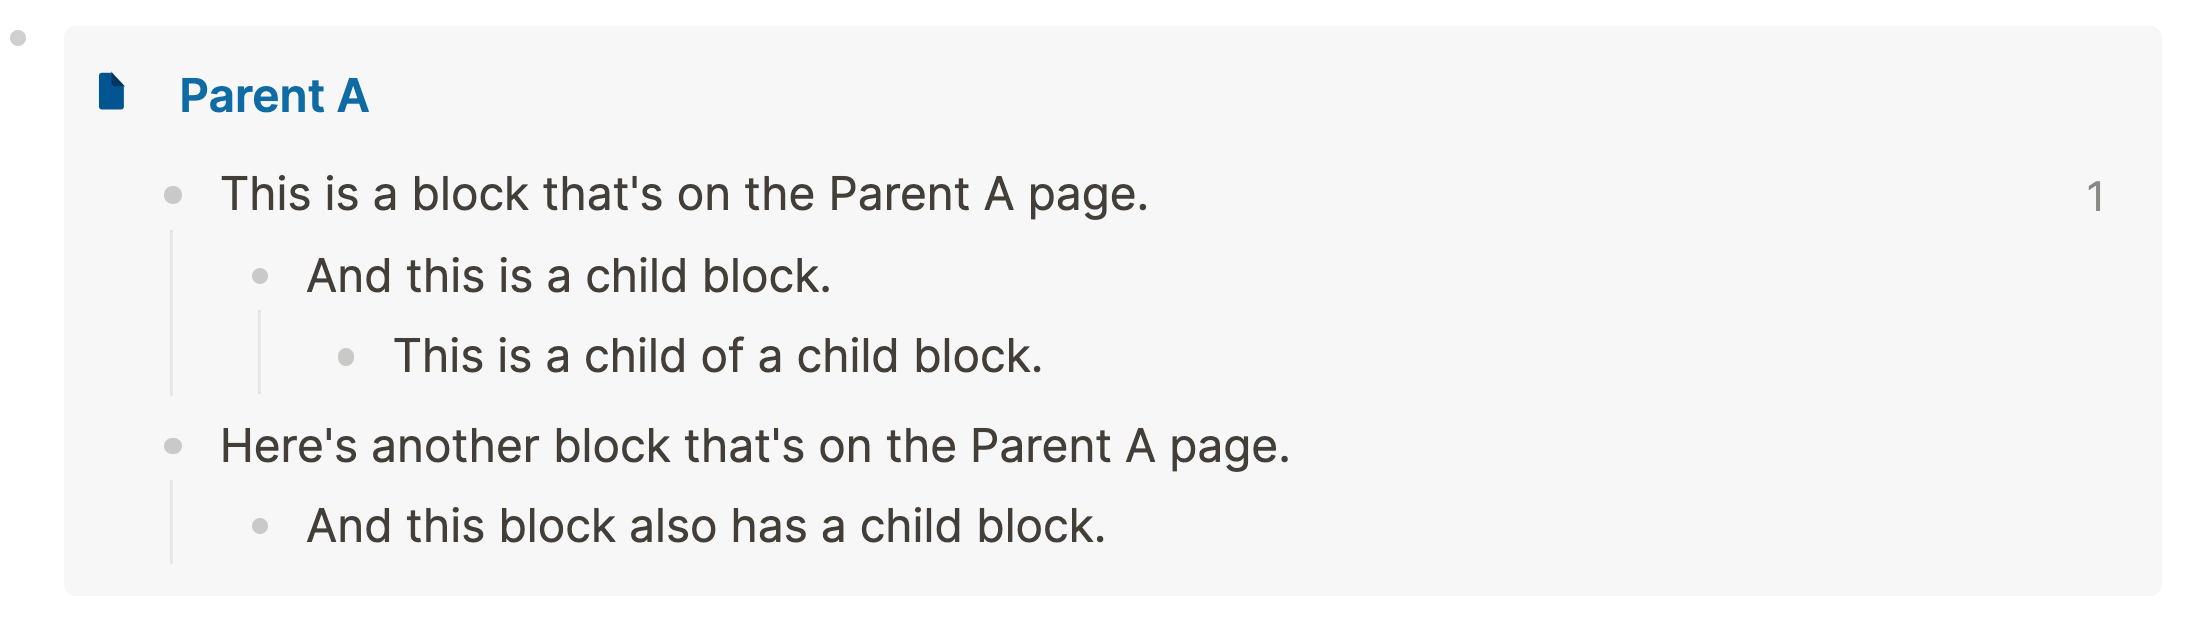 Parent A
This is a block that's on the Parent A page. 1
And this is a child block.
This is a child of a child block.
Here's another block that's on the Parent A page.
And this block also has a child block.